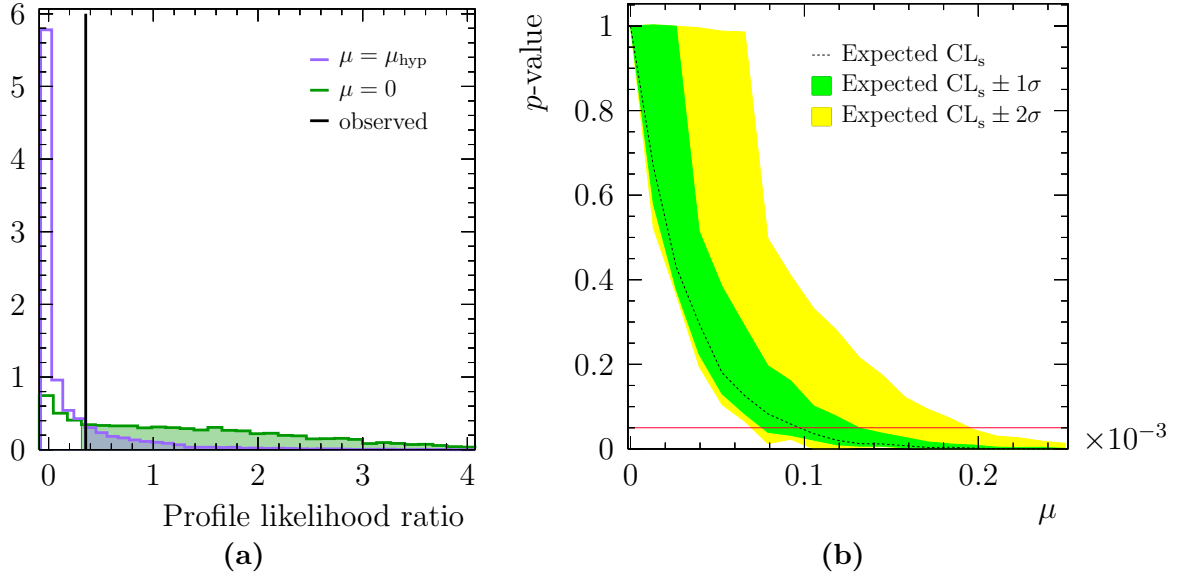 6
5
4
3
2
1
0
0 1 2 3 4
Profile likelihood ratio
μ = μhyp
μ = 0
observed
(a)
p-value
1
0.8
0.6
0.4
0.2
0
0 0.1 0.2
×10⁻³
μ
Expected CLs
Expected CLs ± 1σ
Expected CLs ± 2σ
(b)